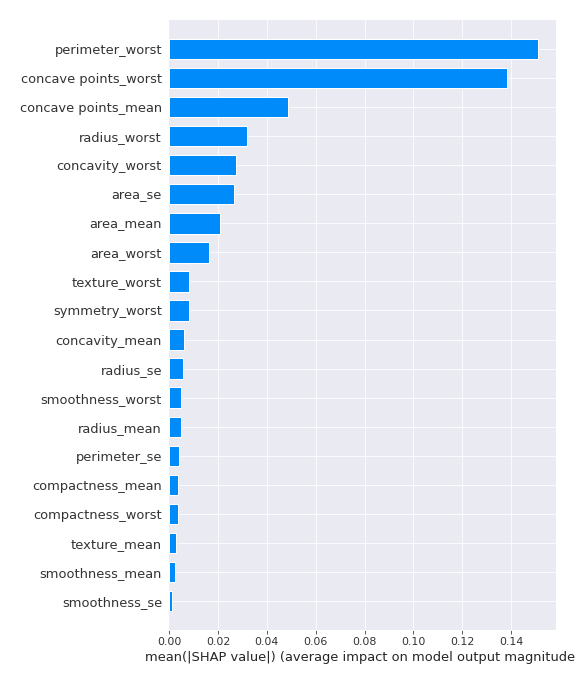 perimeter_worst
concave points_worst
concave points_mean
radius_worst
concavity_worst
area_se
area_mean
area_worst
texture_worst
symmetry_worst
concavity_mean
radius_se
smoothness_worst
radius_mean
perimeter_se
compactness_mean
compactness_worst
texture_mean
smoothness_mean
smoothness_se
0.00 0.02 0.04 0.06 0.08 0.10 0.12 0.14
mean(|SHAP value|) (average impact on model output magnitude